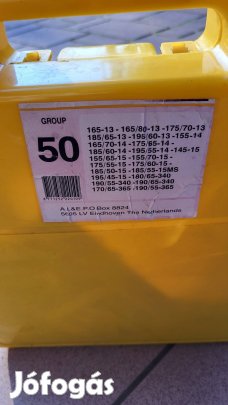 GROUP
50
165-13 - 165/80-13 -175/70-13
185/65-13 -195/60-13 -155-14
165/70-14 -175/65-14 -
185/60-14 -195/55-14 -145-15
155/65-15 -155/70-15 -
175/55-15 -175/60-15 -
185/50-15 -185/55-15MS
195/45-15 -180/65-340
190/55-340 -190/65-340
170/65-365 /190/55-365
A L&E P.O Box 8824
5605 LV Eindhoven The Netherlands
Jófogás